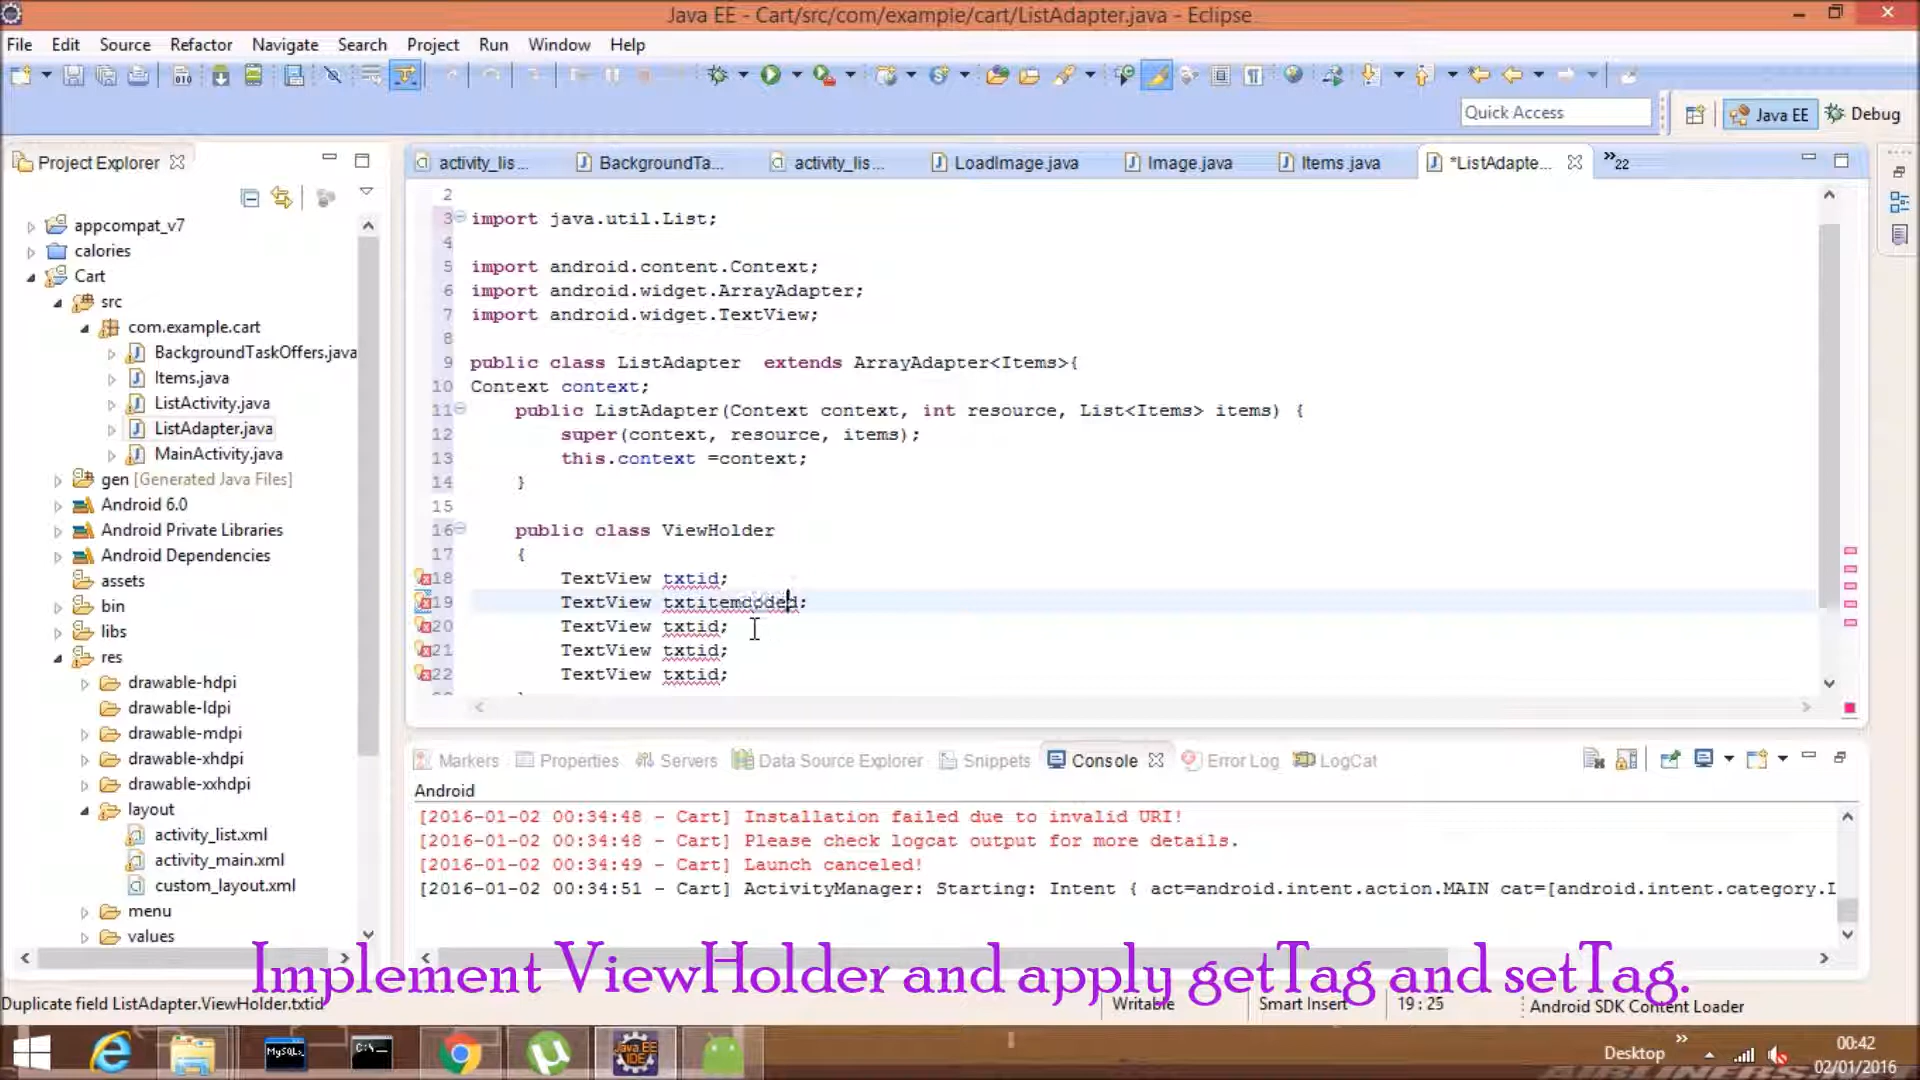 Java EE - Cart/src/com/example/cart/ListAdapter.java - Eclipse
File Edit Source Refactor Navigate Search Project Run Window Help
Quick Access
Java EE
Debug
Project Explorer
activity_lis...
BackgroundTa...
activity_lis...
LoadImage.java
Image.java
Items.java
*ListAdapte...
22
appcompat_v7
calories
Cart
src
com.example.cart
BackgroundTaskOffers.java
Items.java
ListActivity.java
ListAdapter.java
MainActivity.java
gen [Generated Java Files]
Android 6.0
Android Private Libraries
Android Dependencies
assets
bin
libs
res
drawable-hdpi
drawable-ldpi
drawable-mdpi
drawable-xhdpi
drawable-xxhdpi
layout
activity_list.xml
activity_main.xml
custom_layout.xml
menu
values
2
3 import java.util.List;
4
5 import android.content.Context;
6 import android.widget.ArrayAdapter;
7 import android.widget.TextView;
8
9 public class ListAdapter extends ArrayAdapter<Items>{
10 Context context;
11 public ListAdapter(Context context, int resource, List<Items> items) {
12 super(context, resource, items);
13 this.context =context;
14 }
15
16 public class ViewHolder
17 {
18 TextView txtid;
19 TextView
20 TextView txtid;
21 TextView txtid;
22 TextView txtid;
Markers Properties Servers Data Source Explorer Snippets Console Error Log LogCat
Android
[2016-01-02 00:34:48 - Cart] Installation failed due to invalid URI!
[2016-01-02 00:34:48 - Cart] Please check logcat output for more details.
[2016-01-02 00:34:49 - Cart] Launch canceled!
[2016-01-02 00:34:51 - Cart] ActivityManager: Starting: Intent { act=android.intent.action.MAIN cat=[android.intent.category.
Implement ViewHolder and apply getTag and setTag.
Duplicate field ListAdapter.ViewHolder.txtid
Writable
Smart Insert
19 : 25
Android SDK Content Loader
MySQL
C:\
Java EE
IDE
Desktop
00:42
02/01/2016